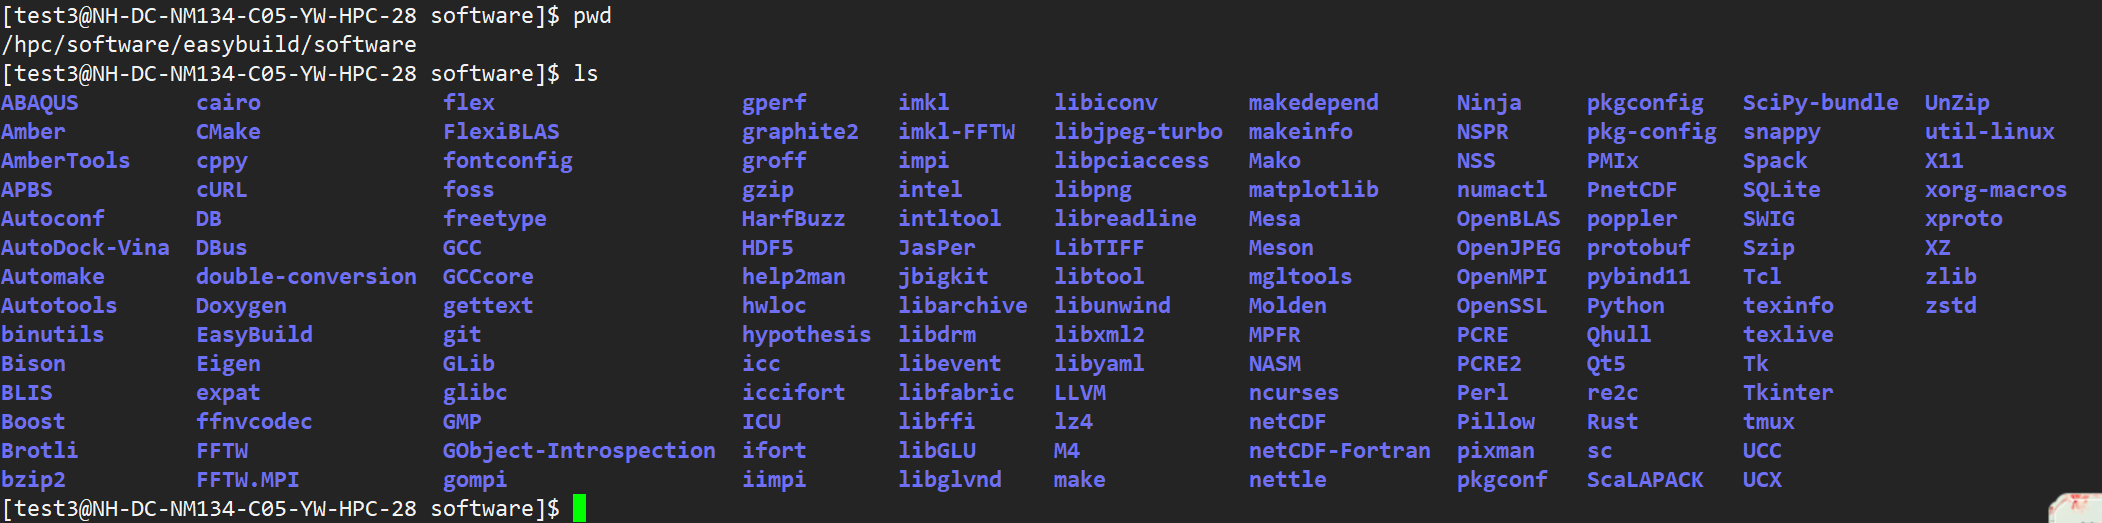 [test3@NH-DC-NM134-C05-YW-HPC-28 software]$ pwd
/hpc/software/easybuild/software
[test3@NH-DC-NM134-C05-YW-HPC-28 software]$ ls
ABAQUS cairo flex gperf imkl libiconv makedepend Ninja pkgconfig SciPy-bundle UnZip
Amber CMake FlexiBLAS graphite2 imkl-FFTW libjpeg-turbo makeinfo NSPR pkg-config snappy util-linux
AmberTools cppy fontconfig groff impi libpciaccess Mako NSS PMIx Spack X11
APBS cURL foss gzip intel libpng matplotlib numactl PnetCDF SQLite xorg-macros
Autoconf DB freetype HarfBuzz intltool libreadline Mesa OpenBLAS poppler SWIG xproto
AutoDock-Vina DBus GCC HDF5 JasPer LibTIFF Meson OpenJPEG protobuf Szip XZ
Automake double-conversion GCCcore help2man jbigkit libtool mgltools OpenMPI pybind11 Tcl zlib
Autotools Doxygen gettext hwloc libarchive libunwind Molden OpenSSL Python texinfo zstd
binutils EasyBuild git hypothesis libdrm libxml2 MPFR PCRE Qhull texlive
Bison Eigen GLib icc libevent libyaml NASM PCRE2 Qt5 Tk
BLIS expat glibc iccifort libfabric LLVM ncurses Perl re2c Tkinter
Boost ffnvcodec GMP ICU libffi lz4 netCDF Pillow Rust tmux
Brotli FFTW GObject-Introspection ifort libGLU M4 netCDF-Fortran pixman sc UCC
bzip2 FFTW.MPI gompi iimpi libglvnd make nettle pkgconf ScaLAPACK UCX
[test3@NH-DC-NM134-C05-YW-HPC-28 software]$